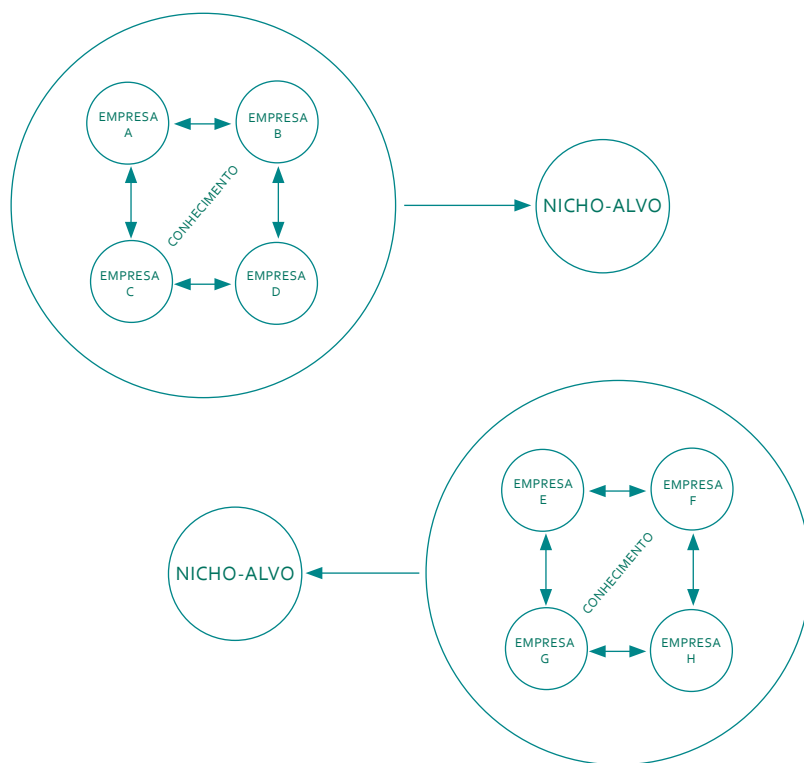 EMPRESA
A
EMPRESA
B
CONHECIMENTO
EMPRESA
C
EMPRESA
D
NICHO-ALVO
EMPRESA
E
EMPRESA
F
CONHECIMENTO
EMPRESA
G
EMPRESA
H
NICHO-ALVO